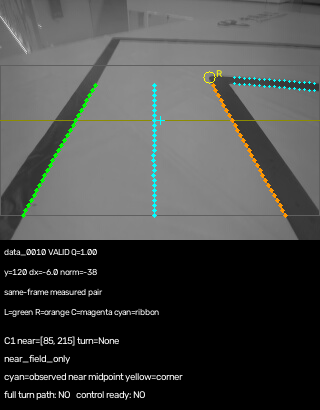 R
data_0010 VALID Q=1.00
y=120 dx=-6.0 norm=-38
same-frame measured pair
L=green R=orange C=magenta cyan=ribbon
C1 near=[85, 215] turn=None
near_field_only
cyan=observed near midpoint yellow=corner
full turn path: NO control ready: NO